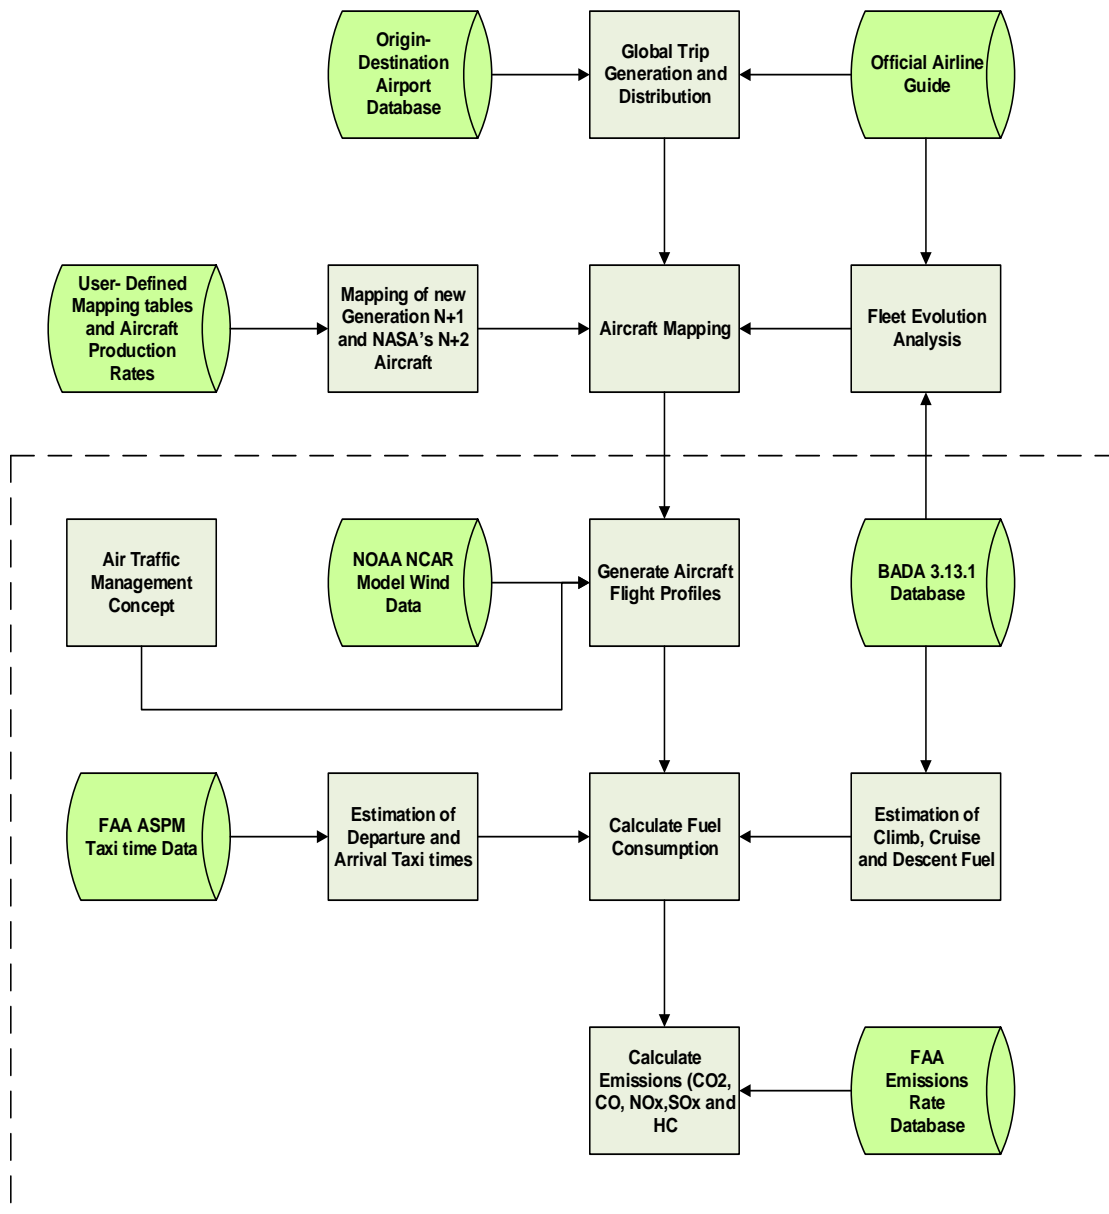 Origin-
Destination
Airport
Database
Global Trip
Generation and
Distribution
Official Airline
Guide
User- Defined
Mapping tables
and Aircraft
Production
Rates
Mapping of new
Generation N+1
and NASA's N+2
Aircraft
Aircraft Mapping
Fleet Evolution
Analysis
Air Traffic
Management
Concept
NOAA NCAR
Model Wind
Data
Generate Aircraft
Flight Profiles
BADA 3.13.1
Database
FAA ASPM
Taxi time Data
Estimation of
Departure and
Arrival Taxi times
Calculate Fuel
Consumption
Estimation of
Climb, Cruise
and Descent Fuel
Calculate
Emissions (CO2,
CO, NOx,SOx and
HC
FAA
Emissions
Rate
Database